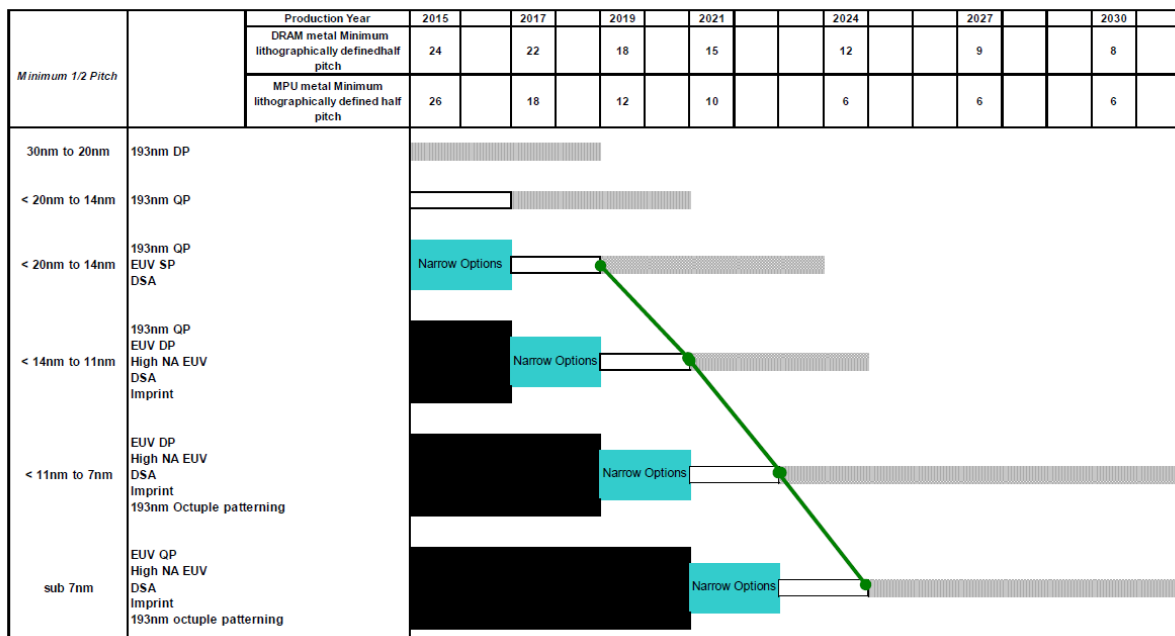 Production Year 2015 2017 2019 2021 2024 2027 2030
Minimum 1/2 Pitch
DRAM metal Minimum
lithographically definedhalf
pitch
24 22 18 15 12 9 8
MPU metal Minimum
lithographically defined half
pitch
26 18 12 10 6 6 6
30nm to 20nm
193nm DP
< 20nm to 14nm
193nm QP
< 20nm to 14nm
193nm QP
EUV SP
DSA
Narrow Options
< 14nm to 11nm
193nm QP
EUV DP
High NA EUV
DSA
Imprint
Narrow Options
< 11nm to 7nm
EUV DP
High NA EUV
DSA
Imprint
193nm Octuple patterning
Narrow Options
sub 7nm
EUV QP
High NA EUV
DSA
Imprint
193nm octuple patterning
Narrow Options